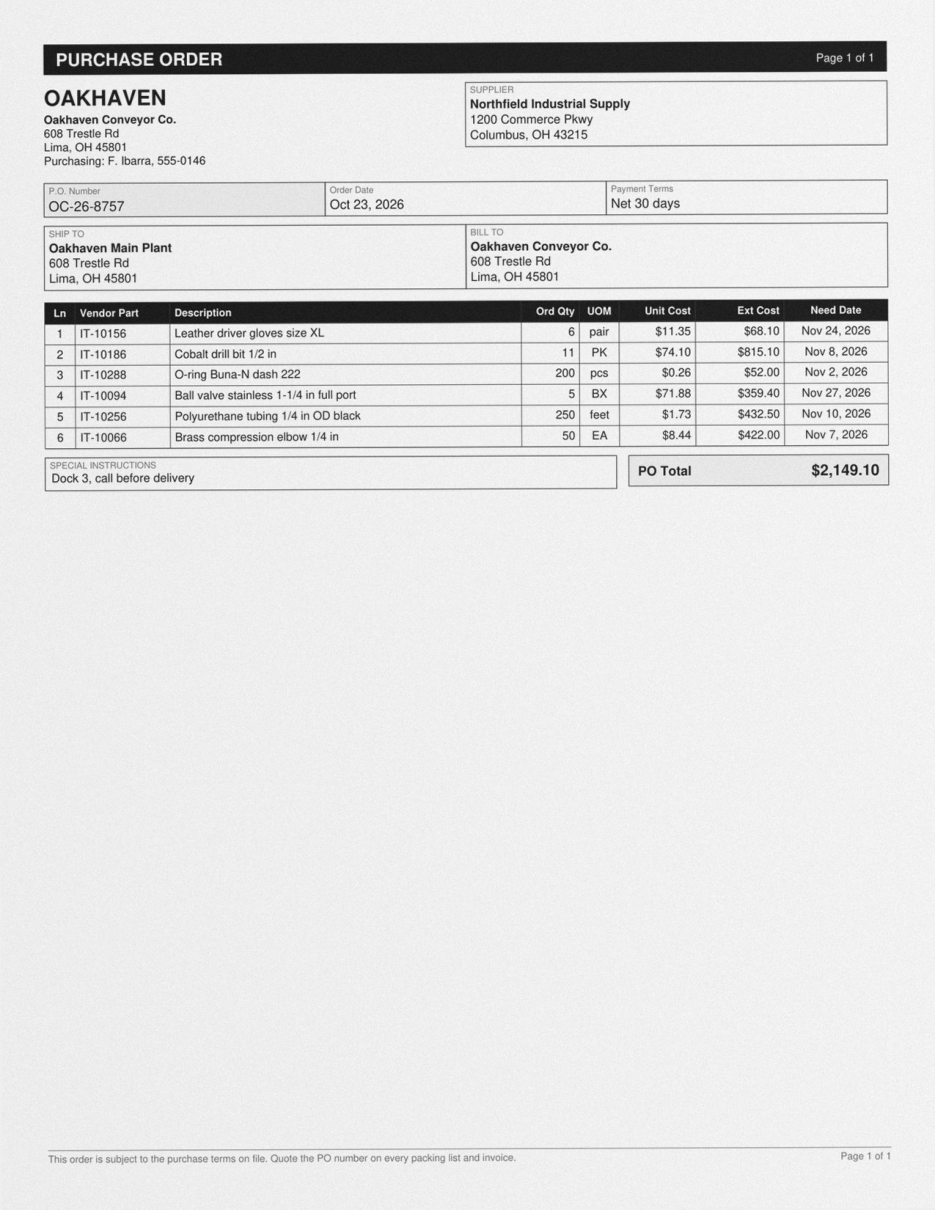 PURCHASE ORDER Page 1 of 1
OAKHAVEN
Oakhaven Conveyor Co.
608 Trestle Rd
Lima, OH 45801
Purchasing: F. Ibarra, 555-0146
SUPPLIER
Northfield Industrial Supply
1200 Commerce Pkwy
Columbus, OH 43215
P.O. Number
OC-26-8757
Order Date
Oct 23, 2026
Payment Terms
Net 30 days
SHIP TO
Oakhaven Main Plant
608 Trestle Rd
Lima, OH 45801
BILL TO
Oakhaven Conveyor Co.
608 Trestle Rd
Lima, OH 45801
Ln Vendor Part Description Ord Qty UOM Unit Cost Ext Cost Need Date
1 IT-10156 Leather driver gloves size XL 6 pair $11.35 $68.10 Nov 24, 2026
2 IT-10186 Cobalt drill bit 1/2 in 11 PK $74.10 $815.10 Nov 8, 2026
3 IT-10288 O-ring Buna-N dash 222 200 pcs $0.26 $52.00 Nov 2, 2026
4 IT-10094 Ball valve stainless 1-1/4 in full port 5 BX $71.88 $359.40 Nov 27, 2026
5 IT-10256 Polyurethane tubing 1/4 in OD black 250 feet $1.73 $432.50 Nov 10, 2026
6 IT-10066 Brass compression elbow 1/4 in 50 EA $8.44 $422.00 Nov 7, 2026
SPECIAL INSTRUCTIONS
Dock 3, call before delivery
PO Total $2,149.10
This order is subject to the purchase terms on file. Quote the PO number on every packing list and invoice. Page 1 of 1